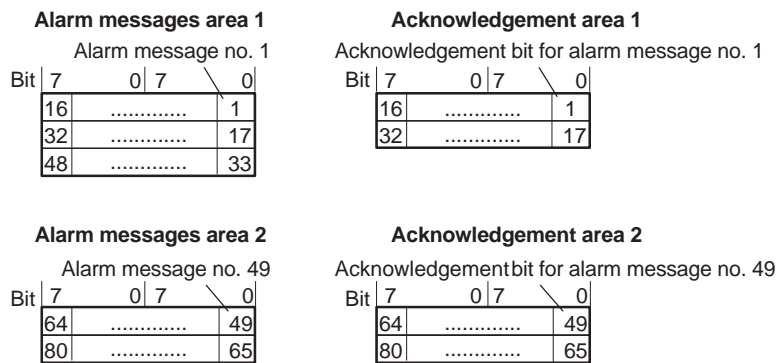 Alarm messages area 1
Alarm message no. 1
Bit 7 0 7 0
16 ............. 1
32 ............. 17
48 ............. 33
Acknowledgement area 1
Acknowledgement bit for alarm message no. 1
Bit 7 0 7 0
16 ............. 1
32 ............. 17
Alarm messages area 2
Alarm message no. 49
Bit 7 0 7 0
64 ............. 49
80 ............. 65
Acknowledgement area 2
Acknowledgement bit for alarm message no. 49
Bit 7 0 7 0
64 ............. 49
80 ............. 65